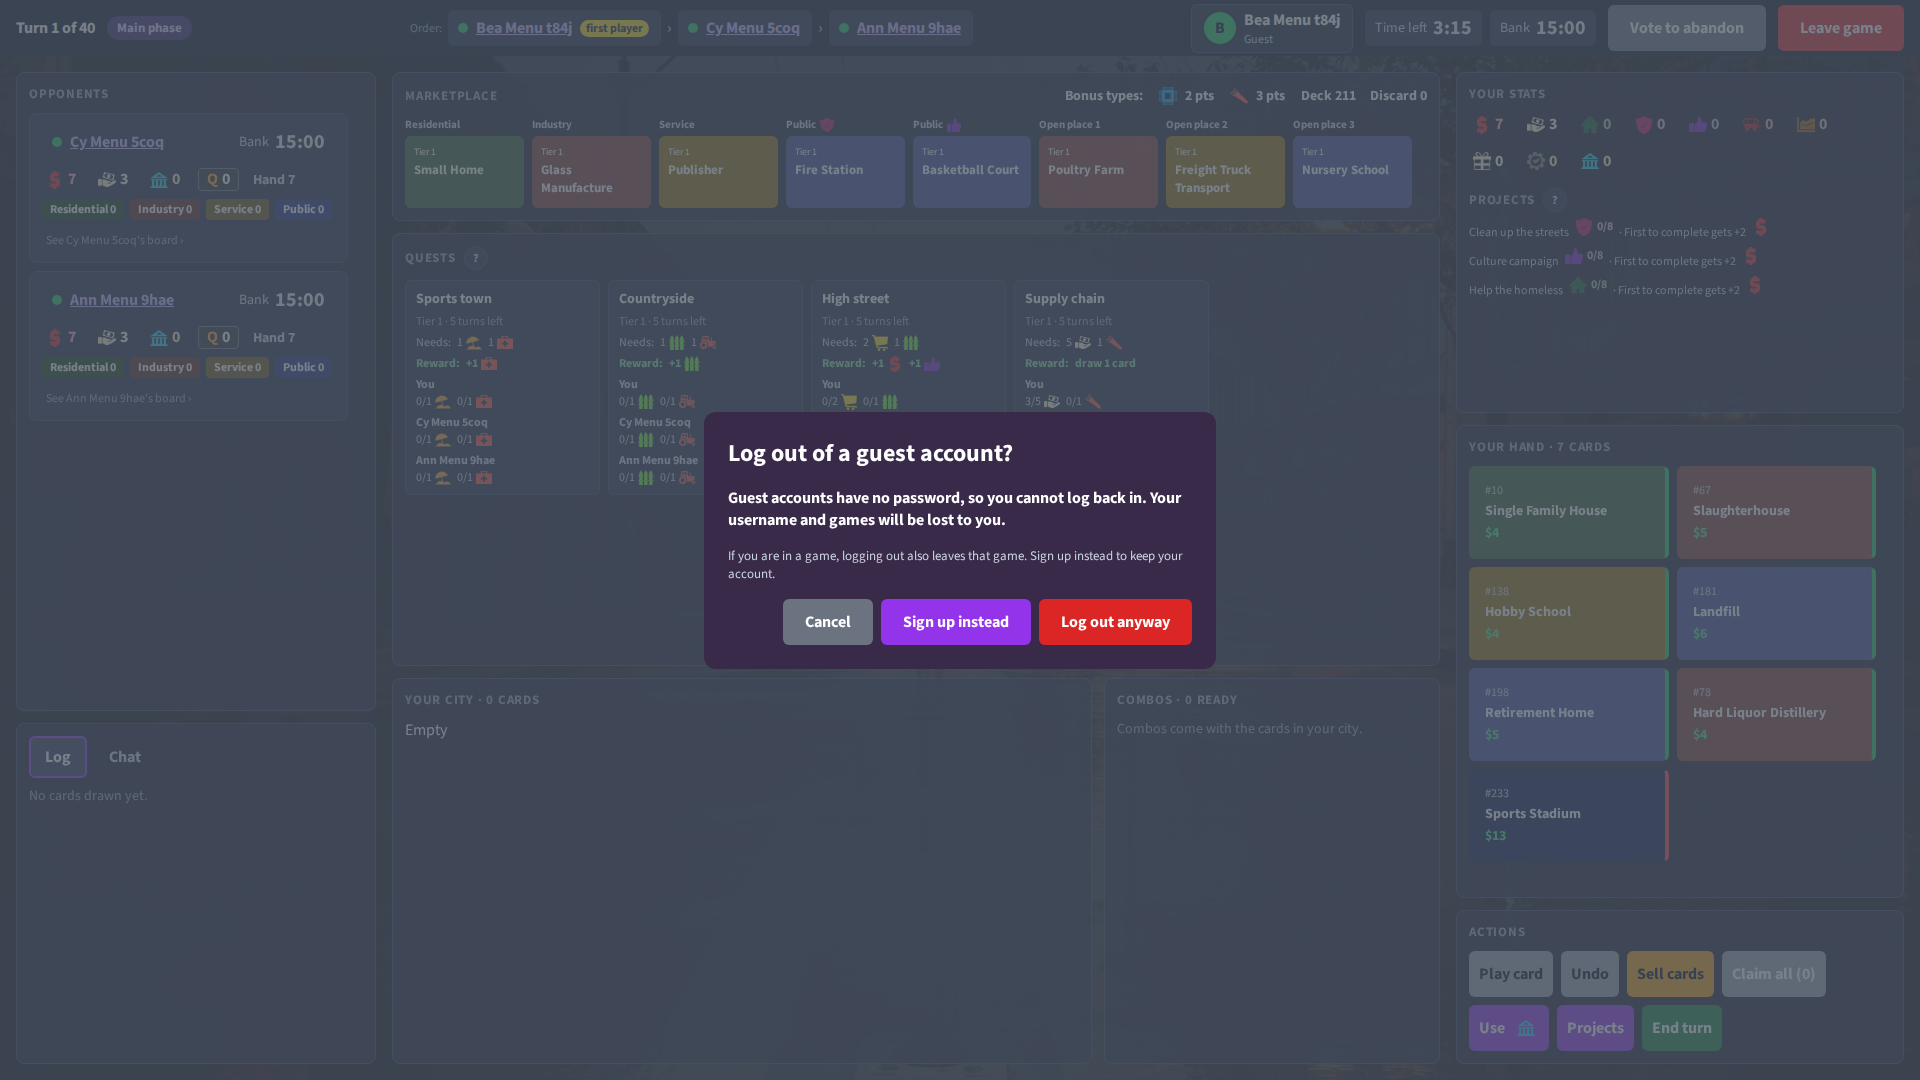 Turn 1 of 40 Main phase
Order: Bea Menu t84j first player › Cy Menu 5coq › Ann Menu 9hae
B Bea Menu t84j
Guest
Time left 3:15 Bank 15:00 Vote to abandon Leave game
OPPONENTS
Cy Menu 5coq Bank 15:00
7 3 0 Q 0 Hand 7
Residential 0 Industry 0 Service 0 Public 0
See Cy Menu 5coq's board ›
Ann Menu 9hae Bank 15:00
7 3 0 Q 0 Hand 7
Residential 0 Industry 0 Service 0 Public 0
See Ann Menu 9hae's board ›
Log Chat
No cards drawn yet.
MARKETPLACE Bonus types: 2 pts 3 pts Deck 211 Discard 0
Residential Industry Service Public Public Open place 1 Open place 2 Open place 3
Tier 1
Small Home
Tier 1
Glass
Manufacture
Tier 1
Publisher
Tier 1
Fire Station
Tier 1
Basketball Court
Tier 1
Poultry Farm
Tier 1
Freight Truck
Transport
Tier 1
Nursery School
QUESTS ?
Sports town
Tier 1 · 5 turns left
Needs: 1 1
Reward: +1
You
0/1 0/1
Cy Menu 5coq
0/1 0/1
Ann Menu 9hae
0/1 0/1
Countryside
Tier 1 · 5 turns left
Needs: 1 1
Reward: +1
You
0/1 0/1
Cy Menu 5coq
0/1 0/1
Ann Menu 9hae
0/1 0/1
High street
Tier 1 · 5 turns left
Needs: 2 1
Reward: +1 +1
You
0/2 0/1
Supply chain
Tier 1 · 5 turns left
Needs: 5 1
Reward: draw 1 card
You
3/5 0/1
Log out of a guest account?
Guest accounts have no password, so you cannot log back in. Your
username and games will be lost to you.
If you are in a game, logging out also leaves that game. Sign up instead to keep your
account.
Cancel Sign up instead Log out anyway
YOUR CITY · 0 CARDS
Empty
COMBOS · 0 READY
Combos come with the cards in your city.
YOUR STATS
7 3 0 0 0 0 0
0 0 0
PROJECTS ?
Clean up the streets 0/8 · First to complete gets +2
Culture campaign 0/8 · First to complete gets +2
Help the homeless 0/8 · First to complete gets +2
YOUR HAND · 7 CARDS
#10
Single Family House
$4
#67
Slaughterhouse
$5
#138
Hobby School
$4
#181
Landfill
$6
#198
Retirement Home
$5
#78
Hard Liquor Distillery
$4
#233
Sports Stadium
$13
ACTIONS
Play card Undo Sell cards Claim all (0)
Use Projects End turn